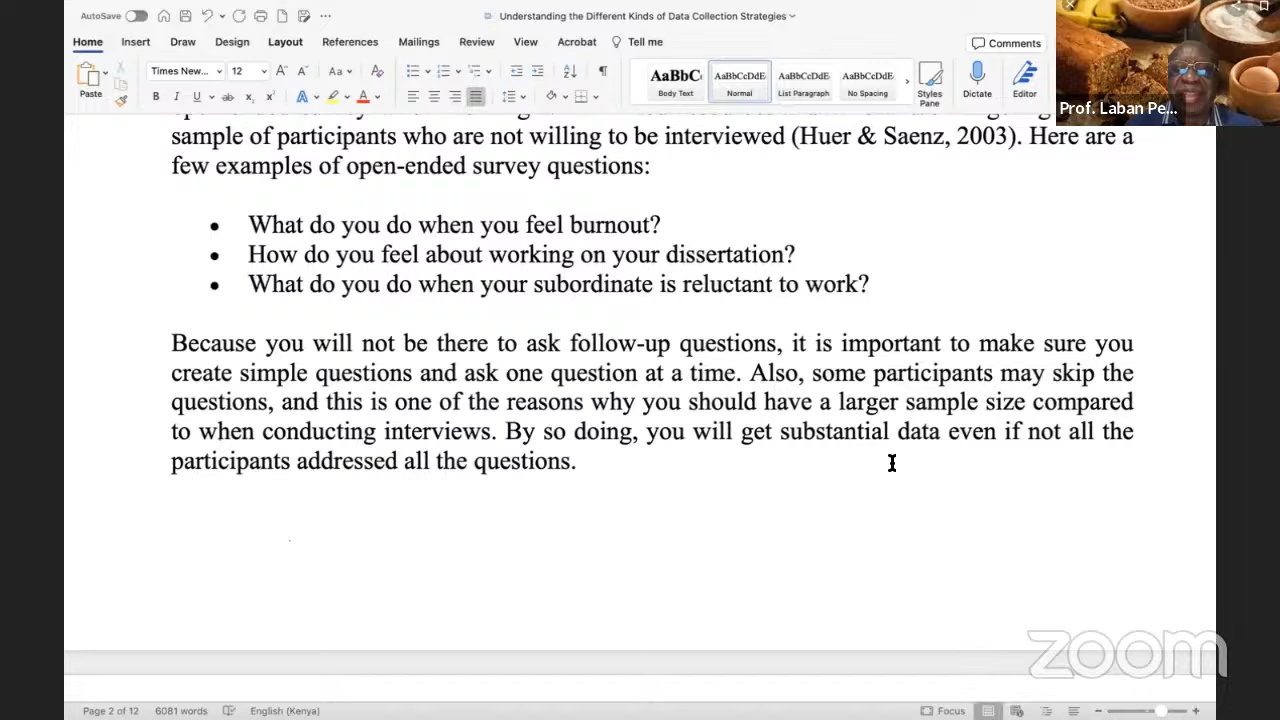 AutoSave
Understanding the Different Kinds of Data Collection Strategies
Home Insert Draw Design Layout References Mailings Review View Acrobat Tell me
Comments
Paste
Times New... 12
Aa
AaBbC AaBbCcDdE AaBbCcDdE AaBbCcDdE
Body Text Normal List Paragraph No Spacing
Styles Pane
Dictate
Editor
Prof. Laban Pe...
sample of participants who are not willing to be interviewed (Huer & Saenz, 2003). Here are a
few examples of open-ended survey questions:
• What do you do when you feel burnout?
• How do you feel about working on your dissertation?
• What do you do when your subordinate is reluctant to work?
Because you will not be there to ask follow-up questions, it is important to make sure you
create simple questions and ask one question at a time. Also, some participants may skip the
questions, and this is one of the reasons why you should have a larger sample size compared
to when conducting interviews. By so doing, you will get substantial data even if not all the
participants addressed all the questions.
zoom
Page 2 of 12 6081 words English (Kenya) Focus